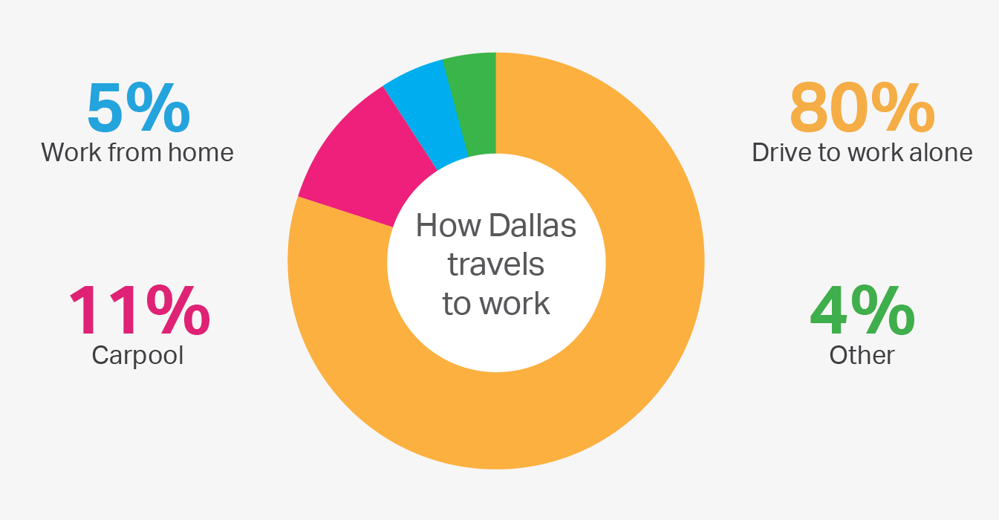 5%
Work from home
11%
Carpool
How Dallas
travels
to work
80%
Drive to work alone
4%
Other